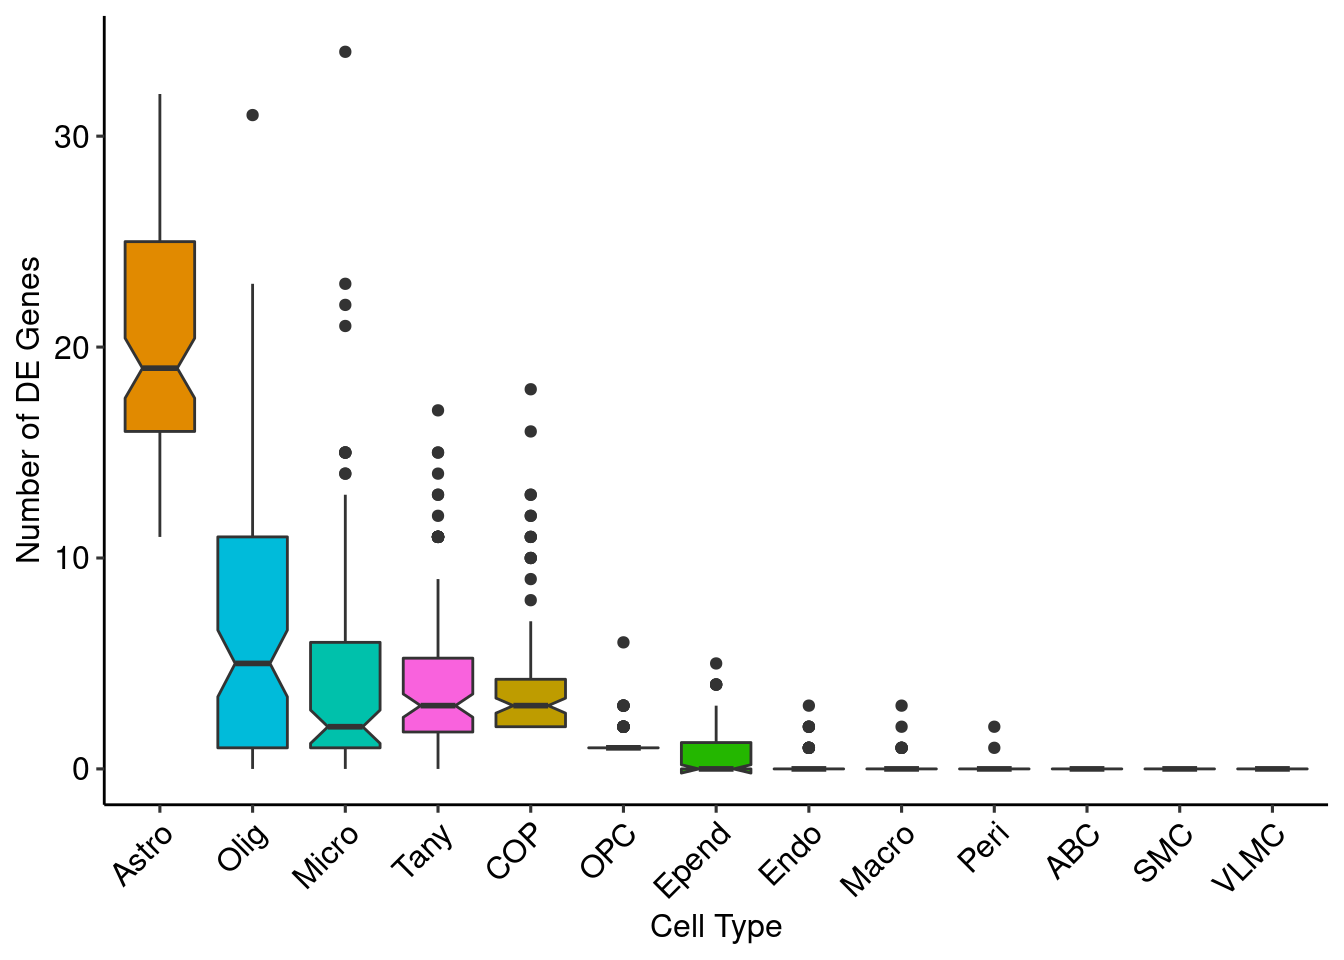 Number of DE Genes
30
20
10
0
Astro
Olig
Micro
Tany
COP
OPC
Epend
Endo
Macro
Peri
ABC
SMC
VLMC
Cell Type